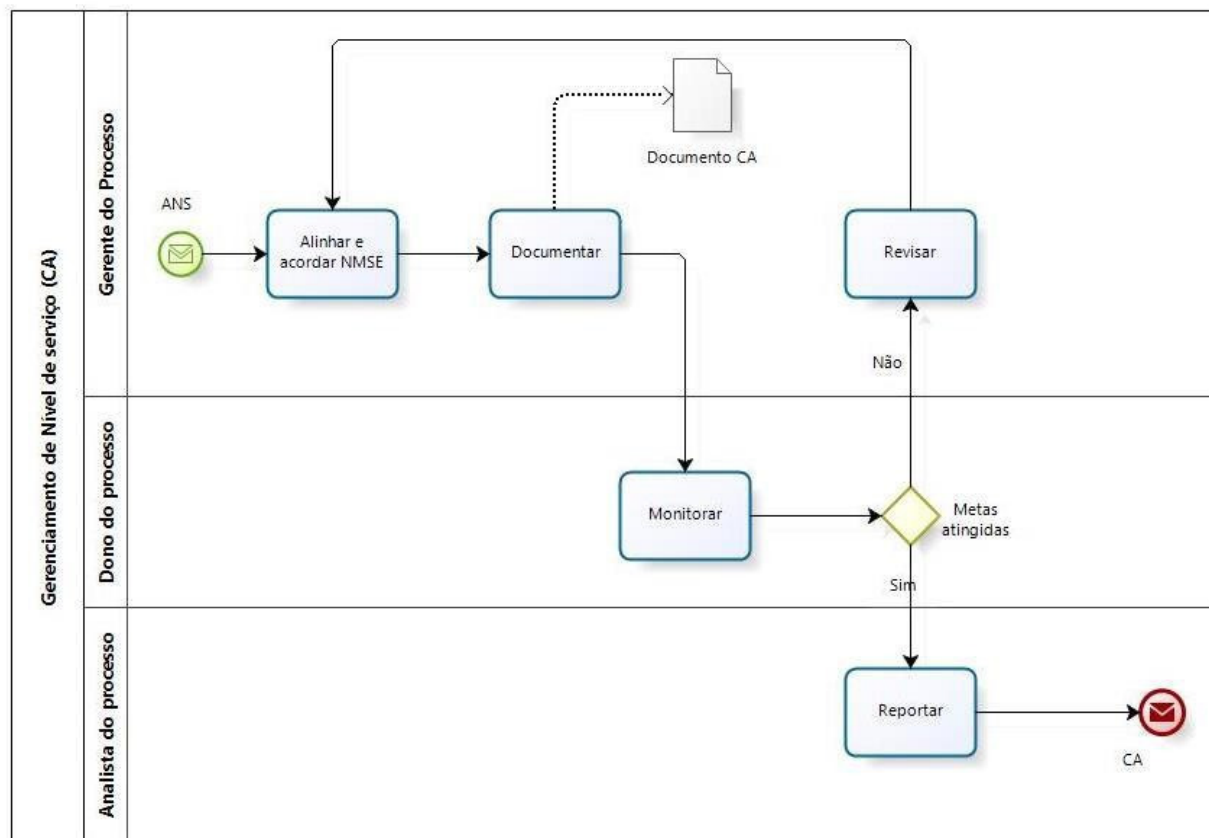 Gerenciamento de Nível de serviço (CA)
Gerente do Processo
ANS
Alinhar e
acordar NMSE
Documentar
Documento CA
Revisar
Não
Dono do processo
Monitorar
Metas
atingidas
Sim
Analista do processo
Reportar
CA